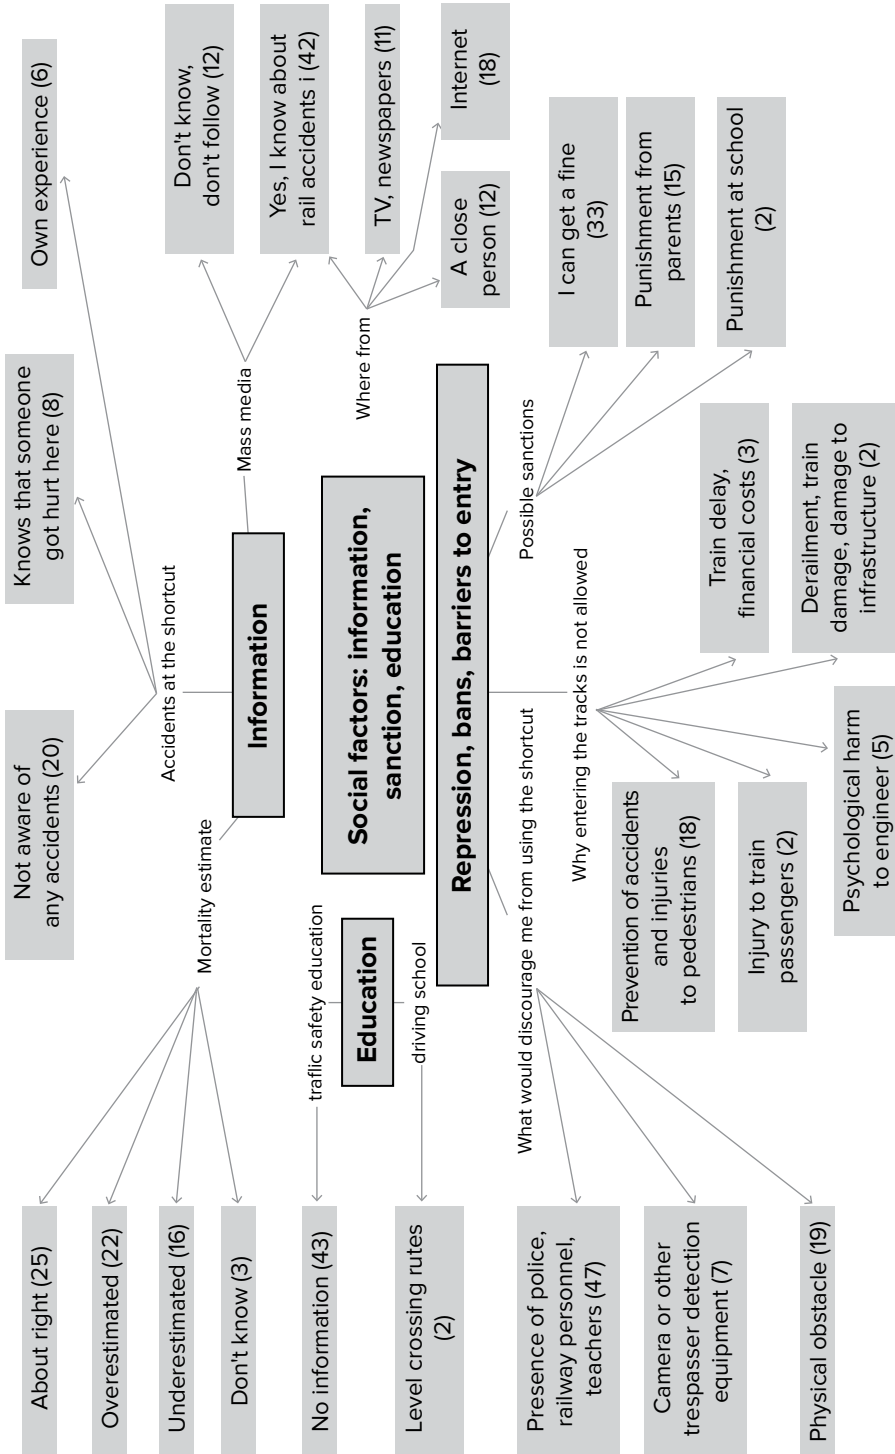 About right (25)
Overestimated (22)
Underestimated (16)
Don't know (3)
Mortality estimate
Not aware of
any accidents (20)
Knows that someone
got hurt here (8)
Own experience (6)
Accidents at the shortcut
Information
Mass media
Don't know,
don't follow (12)
Yes, I know about
rail accidents i (42)
Where from
TV, newspapers (11)
Internet
(18)
A close
person (12)
Social factors: information,
sanction, education
No information (43)
traflic safety education
Education
driving school
Level crossing rutes
(2)
Repression, bans, barriers to entry
What would discourage me from using the shortcut
Presence of police,
railway personnel,
teachers (47)
Camera or other
trespasser detection
equipment (7)
Physical obstacle (19)
Why entering the tracks is not allowed
Prevention of accidents
and injuries
to pedestrians (18)
Injury to train
passengers (2)
Psychological harm
to engineer (5)
Train delay,
financial costs (3)
Derailment, train
damage, damage to
infrastructure (2)
Possible sanctions
I can get a fine
(33)
Punishment from
parents (15)
Punishment at school
(2)